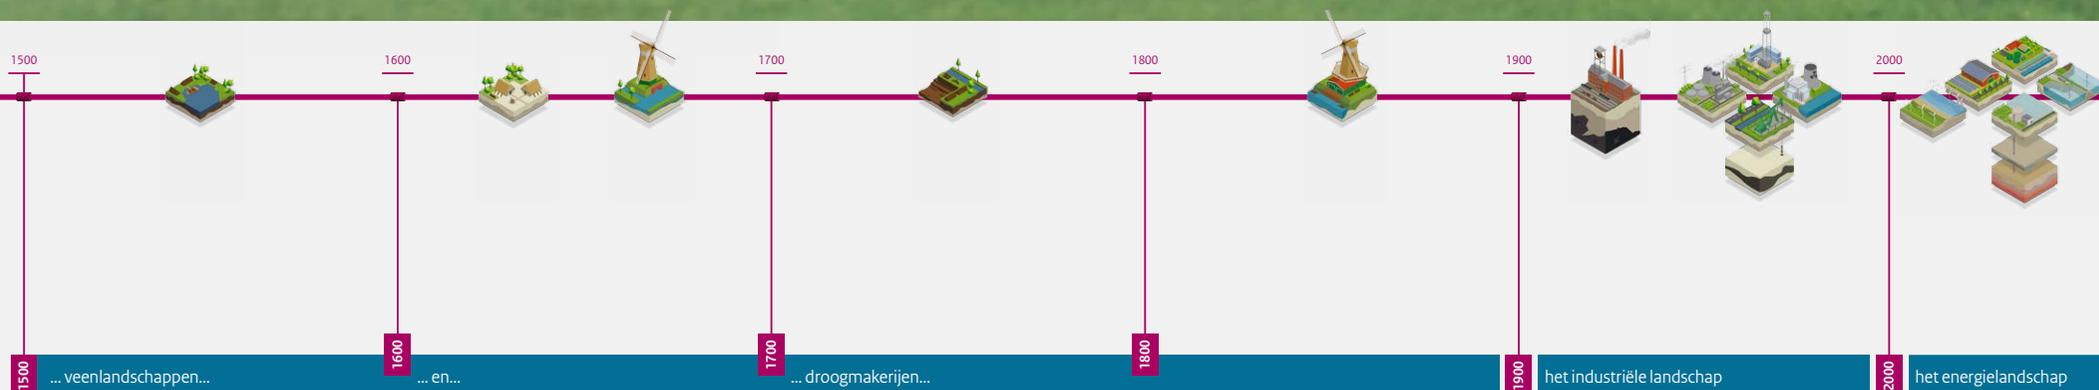 1500
1600
1700
1800
1900
2000
1500
1600
1700
1800
1900
2000
... veenlandschappen...
... en...
... droogmakerijen...
het industriële landschap
het energielandschap